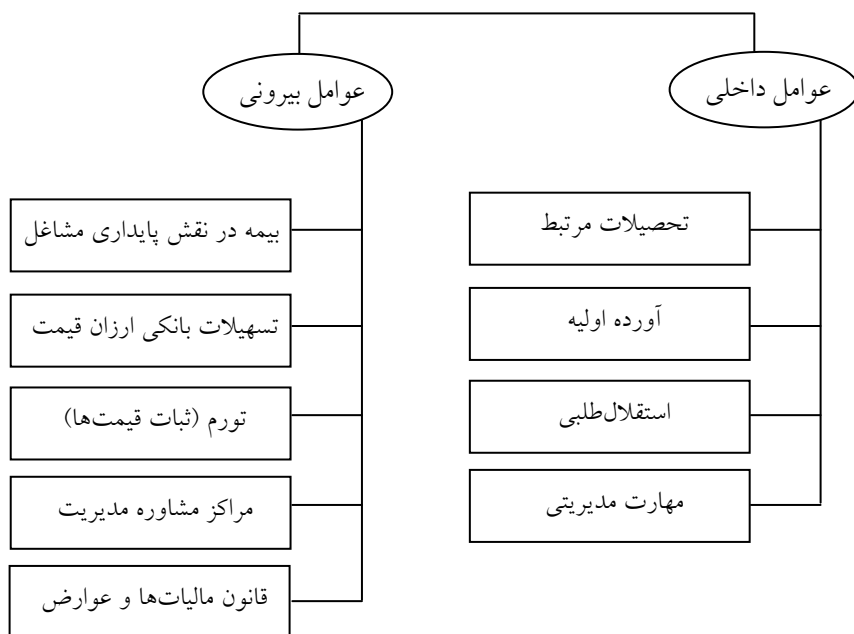 عوامل داخلی
تحصیلات مرتبط
آورده اولیه
استقلال‌طلبی
مهارت مدیریتی
عوامل بیرونی
بیمه در نقش پایداری مشاغل
تسهیلات بانکی ارزان قیمت
تورم (ثبات قیمت‌ها)
مراکز مشاوره مدیریت
قانون مالیات‌ها و عوارض